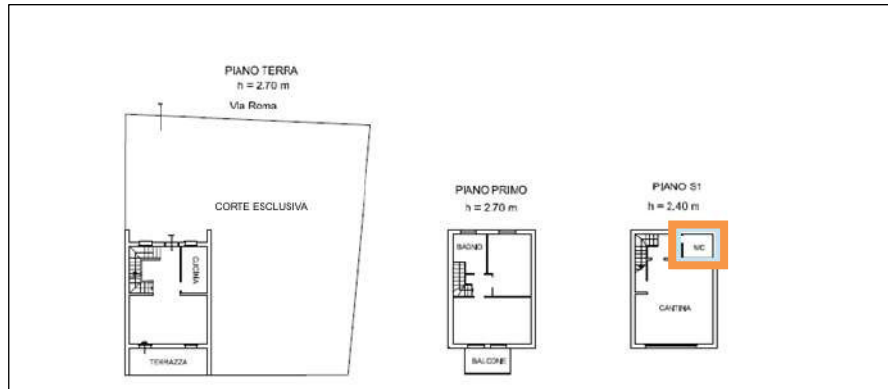 PIANO TERRA
h = 2.70 m
Via Roma
CORTE ESCLUSIVA
CUCINA
TERRAZZA
PIANO PRIMO
h = 2.70 m
BAGNO
BALCONE
PIANO S1
h = 2.40 m
CANTINA